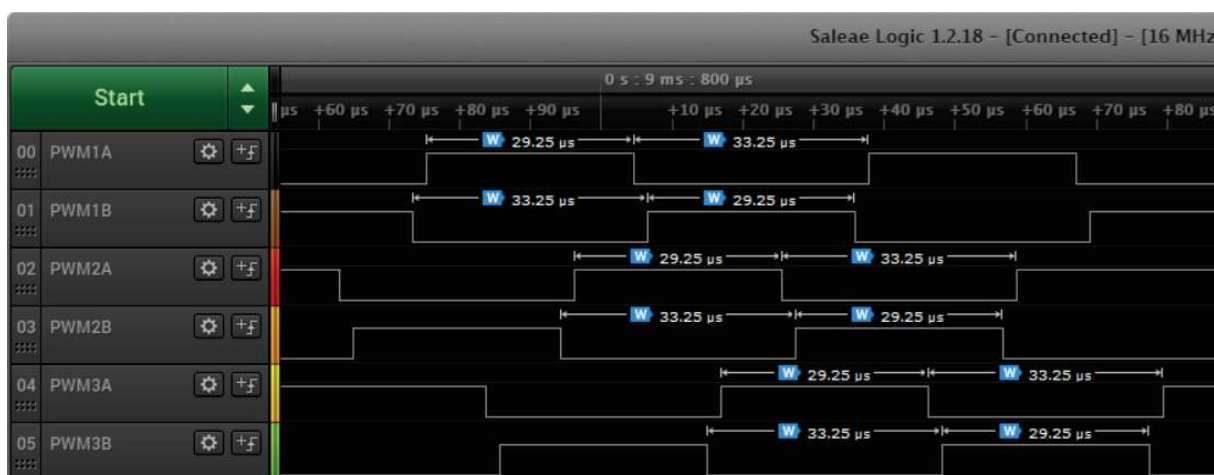 Saleae Logic 1.2.18 - [Connected] - [16 MHz
Start
0 s : 9 ms : 800 µs
µs +60 µs +70 µs +80 µs +90 µs +10 µs +20 µs +30 µs +40 µs +50 µs +60 µs +70 µs +80 µs
00 PWM1A W 29.25 µs W 33.25 µs
01 PWM1B W 33.25 µs W 29.25 µs
02 PWM2A W 29.25 µs W 33.25 µs
03 PWM2B W 33.25 µs W 29.25 µs
04 PWM3A W 29.25 µs W 33.25 µs
05 PWM3B W 33.25 µs W 29.25 µs